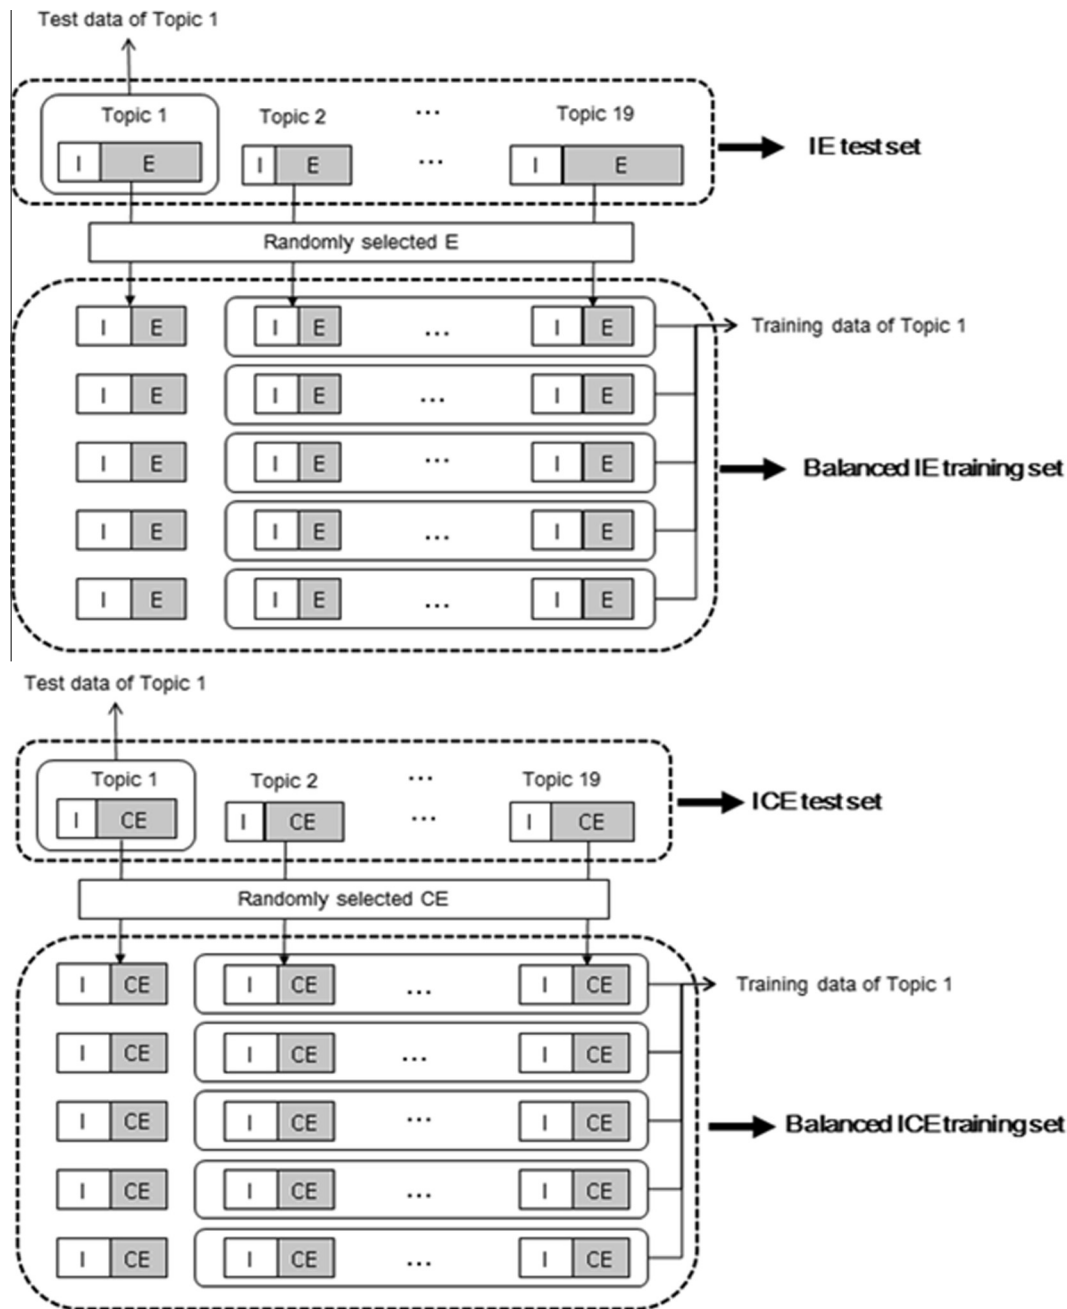 Test data of Topic 1
Topic 1 Topic 2 ... Topic 19
I E I E ... I E
IE test set
Randomly selected E
I E I E ... I E
Training data of Topic 1
I E I E ... I E
I E I E ... I E
Balanced IE training set
I E I E ... I E
I E I E ... I E
Test data of Topic 1
Topic 1 Topic 2 ... Topic 19
I CE I CE ... I CE
ICE test set
Randomly selected CE
I CE I CE ... I CE
Training data of Topic 1
I CE I CE ... I CE
I CE I CE ... I CE
Balanced ICE training set
I CE I CE ... I CE
I CE I CE ... I CE